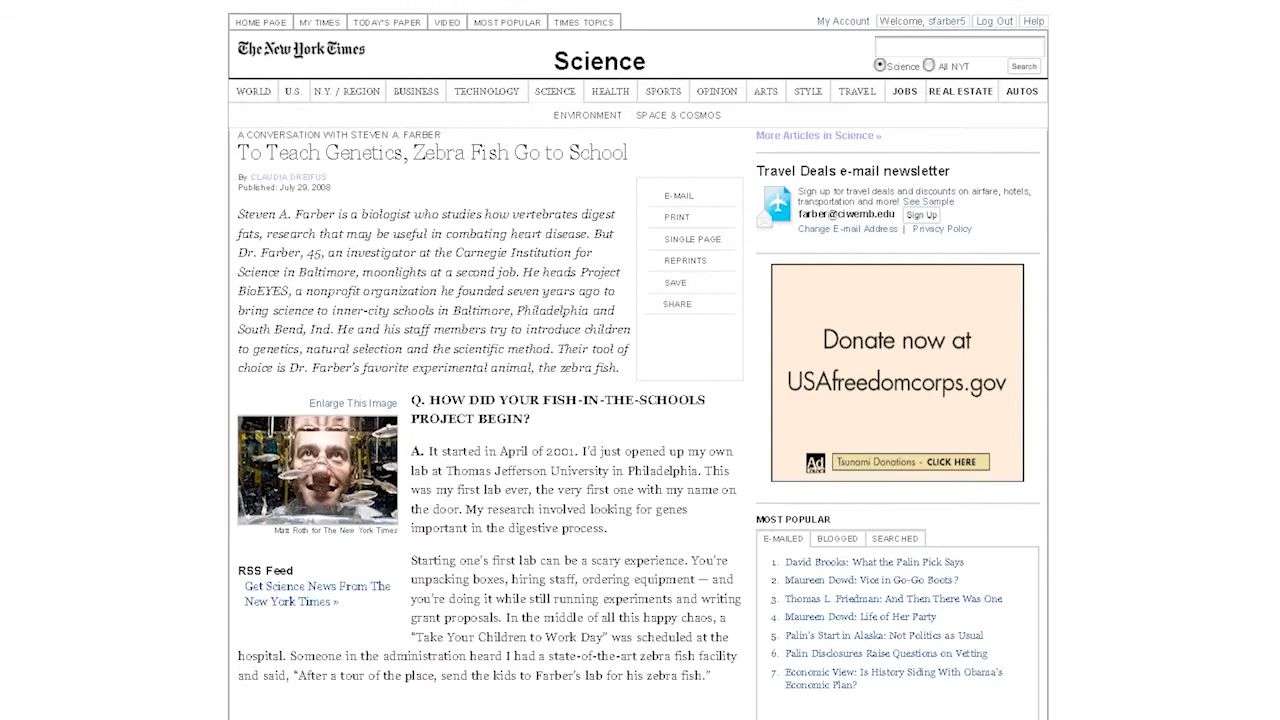 HOME PAGE
MY TIMES
TODAY'S PAPER
VIDEO
MOST POPULAR
TIMES TOPICS
My Account
Welcome, sfarber5
Log Out
Help
The New York Times
Science
Science
All NYT
Search
WORLD
U.S.
N.Y. / REGION
BUSINESS
TECHNOLOGY
SCIENCE
HEALTH
SPORTS
OPINION
ARTS
STYLE
TRAVEL
JOBS
REAL ESTATE
AUTOS
ENVIRONMENT
SPACE & COSMOS
A CONVERSATION WITH STEVEN A. FARBER
To Teach Genetics, Zebra Fish Go to School
By CLAUDIA DREIFUS
Published: July 29, 2008
Steven A. Farber is a biologist who studies how vertebrates digest
fats, research that may be useful in combating heart disease. But
Dr. Farber, 45, an investigator at the Carnegie Institution for
Science in Baltimore, moonlights at a second job. He heads Project
BioEYES, a nonprofit organization he founded seven years ago to
bring science to inner-city schools in Baltimore, Philadelphia and
South Bend, Ind. He and his staff members try to introduce children
to genetics, natural selection and the scientific method. Their tool of
choice is Dr. Farber's favorite experimental animal, the zebra fish.
E-MAIL
PRINT
SINGLE PAGE
REPRINTS
SAVE
SHARE
Enlarge This Image
Matt Roth for The New York Times
RSS Feed
Get Science News From The
New York Times »
Q. HOW DID YOUR FISH-IN-THE-SCHOOLS
PROJECT BEGIN?
A. It started in April of 2001. I'd just opened up my own
lab at Thomas Jefferson University in Philadelphia. This
was my first lab ever, the very first one with my name on
the door. My research involved looking for genes
important in the digestive process.
Starting one's first lab can be a scary experience. You're
unpacking boxes, hiring staff, ordering equipment — and
you're doing it while still running experiments and writing
grant proposals. In the middle of all this happy chaos, a
“Take Your Children to Work Day” was scheduled at the
hospital. Someone in the administration heard I had a state-of-the-art zebra fish facility
and said, “After a tour of the place, send the kids to Farber's lab for his zebra fish.”
More Articles in Science »
Travel Deals e-mail newsletter
Sign up for travel deals and discounts on airfare, hotels,
transportation and more! See Sample
farber@ciwemb.edu Sign Up
Change E-mail Address | Privacy Policy
Donate now at
USAfreedomcorps.gov
Ad
Tsunami Donations - CLICK HERE
MOST POPULAR
E-MAILED
BLOGGED
SEARCHED
1. David Brooks: What the Palin Pick Says
2. Maureen Dowd: Vice in Go-Go Boots?
3. Thomas L. Friedman: And Then There Was One
4. Maureen Dowd: Life of Her Party
5. Palin's Start in Alaska: Not Politics as Usual
6. Palin Disclosures Raise Questions on Vetting
7. Economic View: Is History Siding With Obama's
Economic Plan?